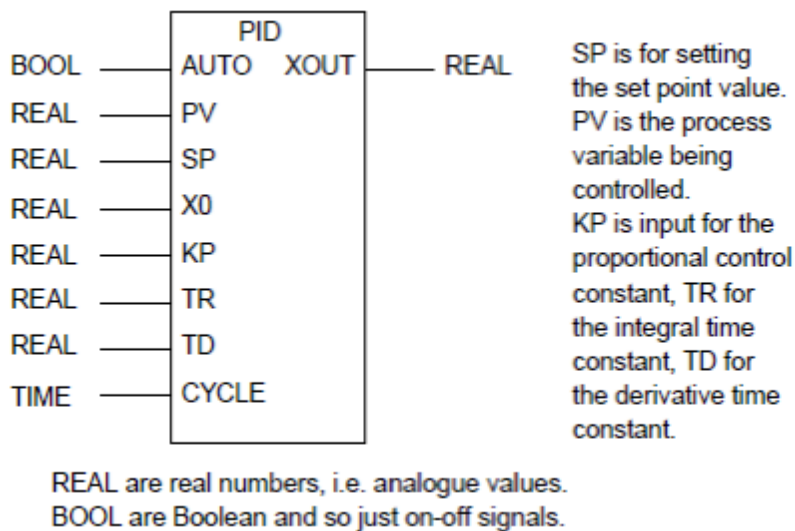 PID
BOOL AUTO XOUT REAL
REAL PV
REAL SP
REAL X0
REAL KP
REAL TR
REAL TD
TIME CYCLE
SP is for setting
the set point value.
PV is the process
variable being
controlled.
KP is input for the
proportional control
constant, TR for
the integral time
constant, TD for
the derivative time
constant.
REAL are real numbers, i.e. analogue values.
BOOL are Boolean and so just on-off signals.